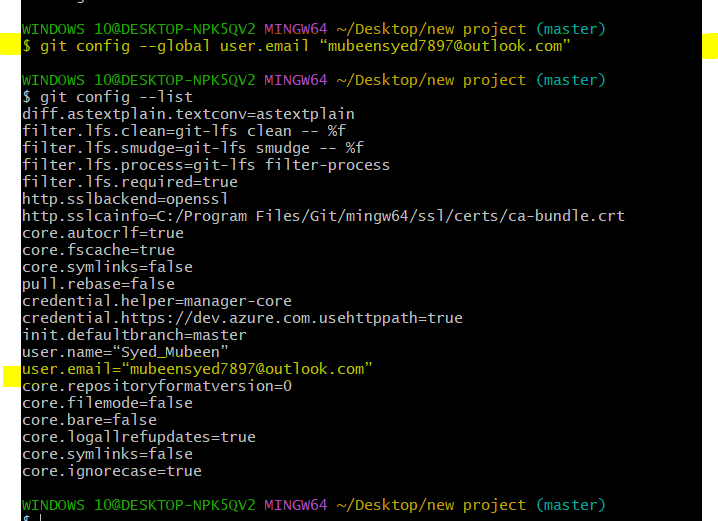 WINDOWS 10@DESKTOP-NPK5QV2 MINGW64 ~/Desktop/new project (master)
$ git config --global user.email “mubeensyed7897@outlook.com”
WINDOWS 10@DESKTOP-NPK5QV2 MINGW64 ~/Desktop/new project (master)
$ git config --list
diff.astextplain.textconv=astextplain
filter.lfs.clean=git-lfs clean -- %f
filter.lfs.smudge=git-lfs smudge -- %f
filter.lfs.process=git-lfs filter-process
filter.lfs.required=true
http.sslbackend=openssl
http.sslcainfo=C:/Program Files/Git/mingw64/ssl/certs/ca-bundle.crt
core.autocrlf=true
core.fscache=true
core.symlinks=false
pull.rebase=false
credential.helper=manager-core
credential.https://dev.azure.com.usehttppath=true
init.defaultbranch=master
user.name=“Syed_Mubeen”
user.email=“mubeensyed7897@outlook.com”
core.repositoryformatversion=0
core.filemode=false
core.bare=false
core.logallrefupdates=true
core.symlinks=false
core.ignorecase=true
WINDOWS 10@DESKTOP-NPK5QV2 MINGW64 ~/Desktop/new project (master)
$